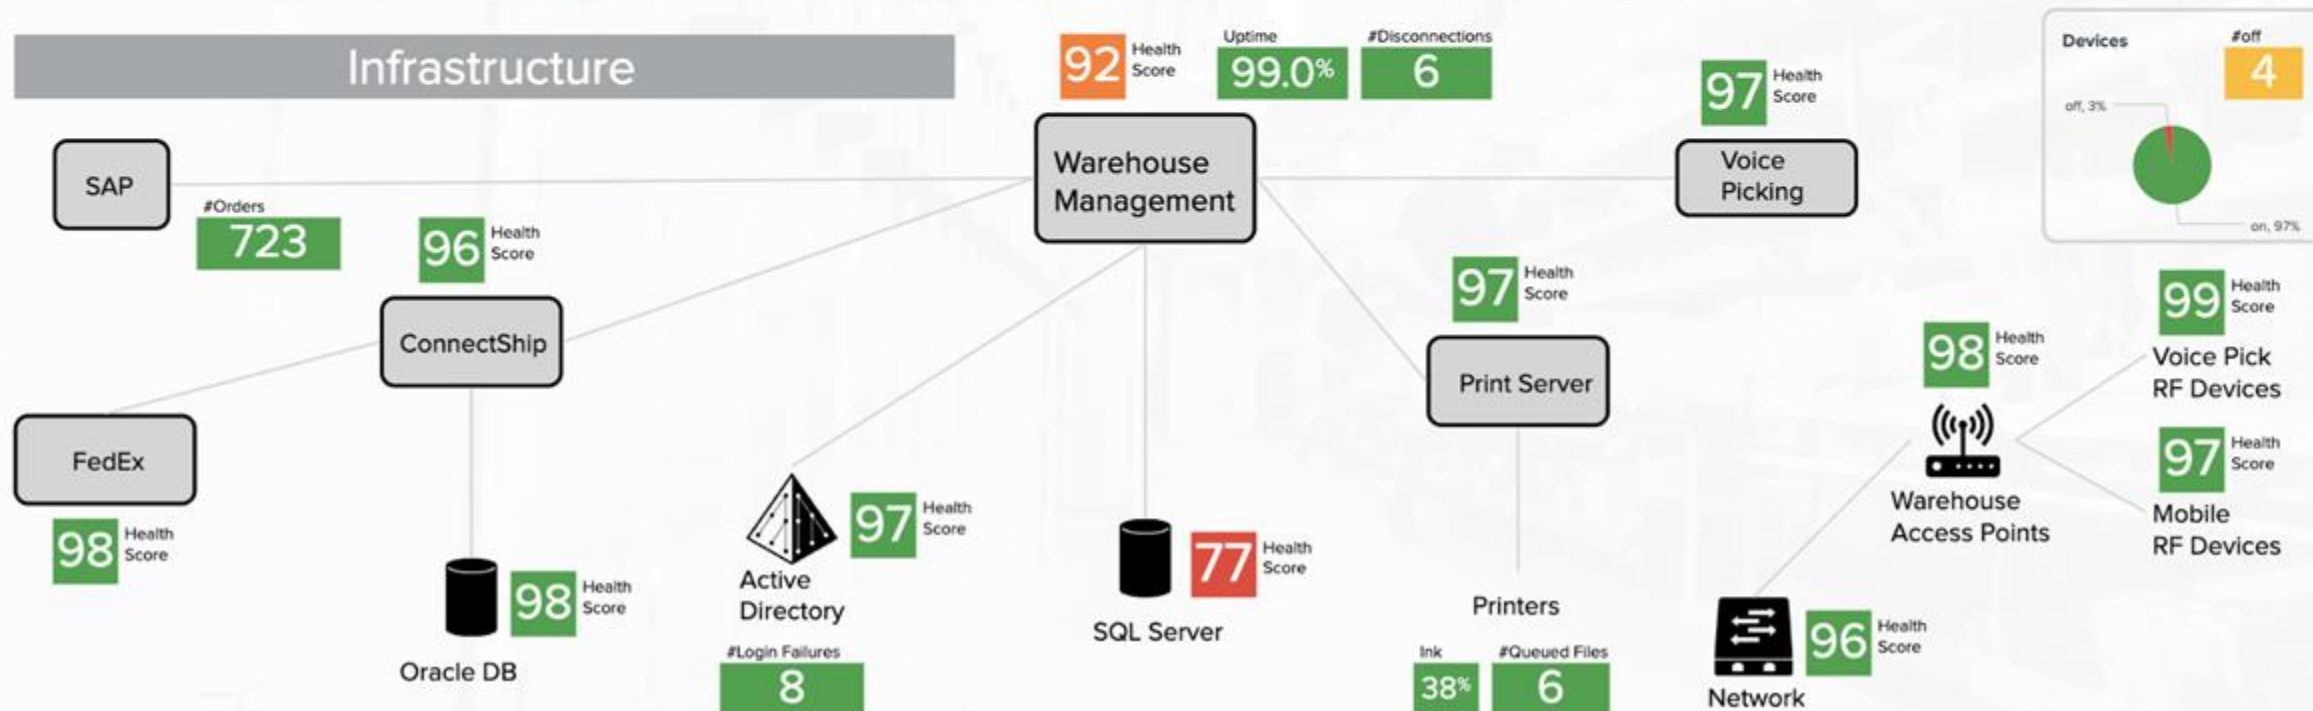 Infrastructure
92
Health
Score
Uptime
99.0%
#Disconnections
6
97
Health
Score
Devices
#off
4
off, 3%
on, 97%
SAP
#Orders
723
96
Health
Score
Warehouse
Management
Voice
Picking
ConnectShip
97
Health
Score
Print Server
99
Health
Score
Voice Pick
RF Devices
98
Health
Score
Warehouse
Access Points
97
Health
Score
Mobile
RF Devices
FedEx
98
Health
Score
98
Health
Score
Oracle DB
97
Health
Score
Active
Directory
#Login Failures
8
77
Health
Score
SQL Server
Printers
Ink
38%
#Queued Files
6
96
Health
Score
Network